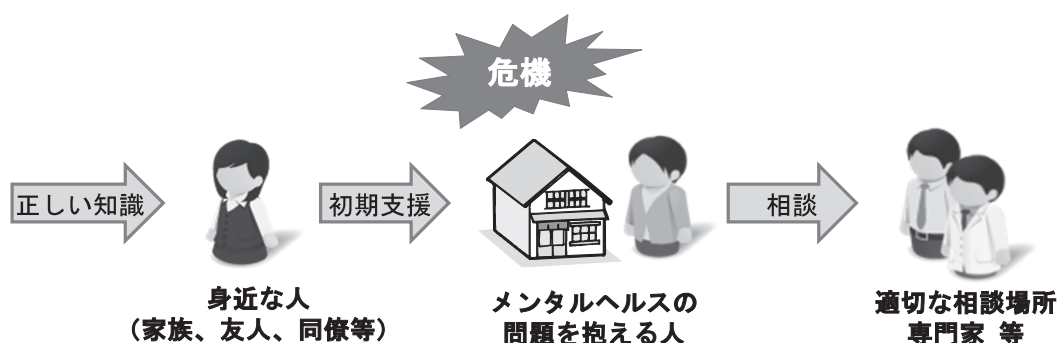 危機
正しい知識
初期支援
相談
身近な人
（家族、友人、同僚等）
メンタルヘルスの
問題を抱える人
適切な相談場所
専門家 等